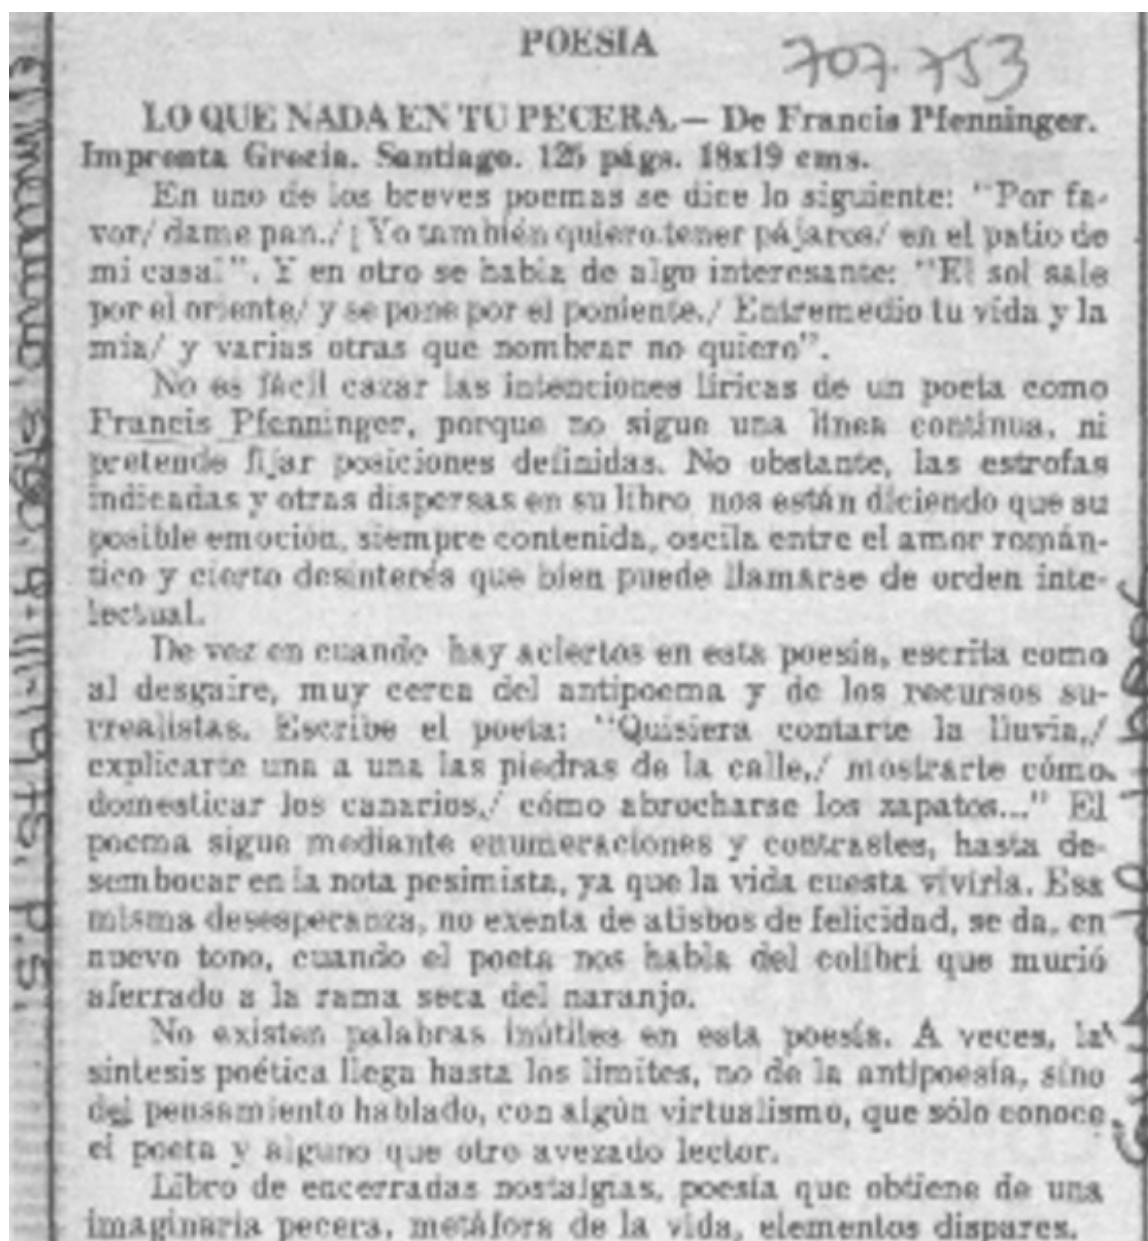 POESIA
707.753
LO QUE NADA EN TU PECERA.— De Francis Pfenninger.
Imprenta Grecia. Santiago. 125 págs. 18x19 cms.
En uno de los breves poemas se dice lo siguiente: "Por fa-
vor/ dame pan./ ¡Yo también quiero tener pájaros/ en el patio de
mi casa!". Y en otro se habla de algo interesante: "El sol sale
por el oriente/ y se pone por el poniente./ Entremedio tu vida y la
mía/ y varias otras que nombrar no quiero".
No es fácil cazar las intenciones líricas de un poeta como
Francis Pfenninger, porque no sigue una línea continua, ni
pretende fijar posiciones definidas. No obstante, las estrofas
indicadas y otras dispersas en su libro nos están diciendo que su
posible emoción, siempre contenida, oscila entre el amor román-
tico y cierto desinterés que bien puede llamarse de orden inte-
lectual.
De vez en cuando hay aciertos en esta poesía, escrita como
al desgaire, muy cerca del antipoema y de los recursos su-
rrealistas. Escribe el poeta: "Quisiera contarte la lluvia,/
explicarte una a una las piedras de la calle,/ mostrarte cómo
domesticar los canarios,/ cómo abrocharse los zapatos..." El
poema sigue mediante enumeraciones y contrastes, hasta de-
sembocar en la nota pesimista, ya que la vida cuesta vivirla. Esa
misma desesperanza, no exenta de atisbos de felicidad, se da, en
nuevo tono, cuando el poeta nos habla del colibrí que murió
aferrado a la rama seca del naranjo.
No existen palabras inútiles en esta poesía. A veces, la
síntesis poética llega hasta los límites, no de la antipoesía, sino
del pensamiento hablado, con algún virtualismo, que sólo conoce
el poeta y alguno que otro avezado lector.
Libro de encerradas nostalgias, poesía que obtiene de una
imaginaria pecera, metáfora de la vida, elementos dispares.